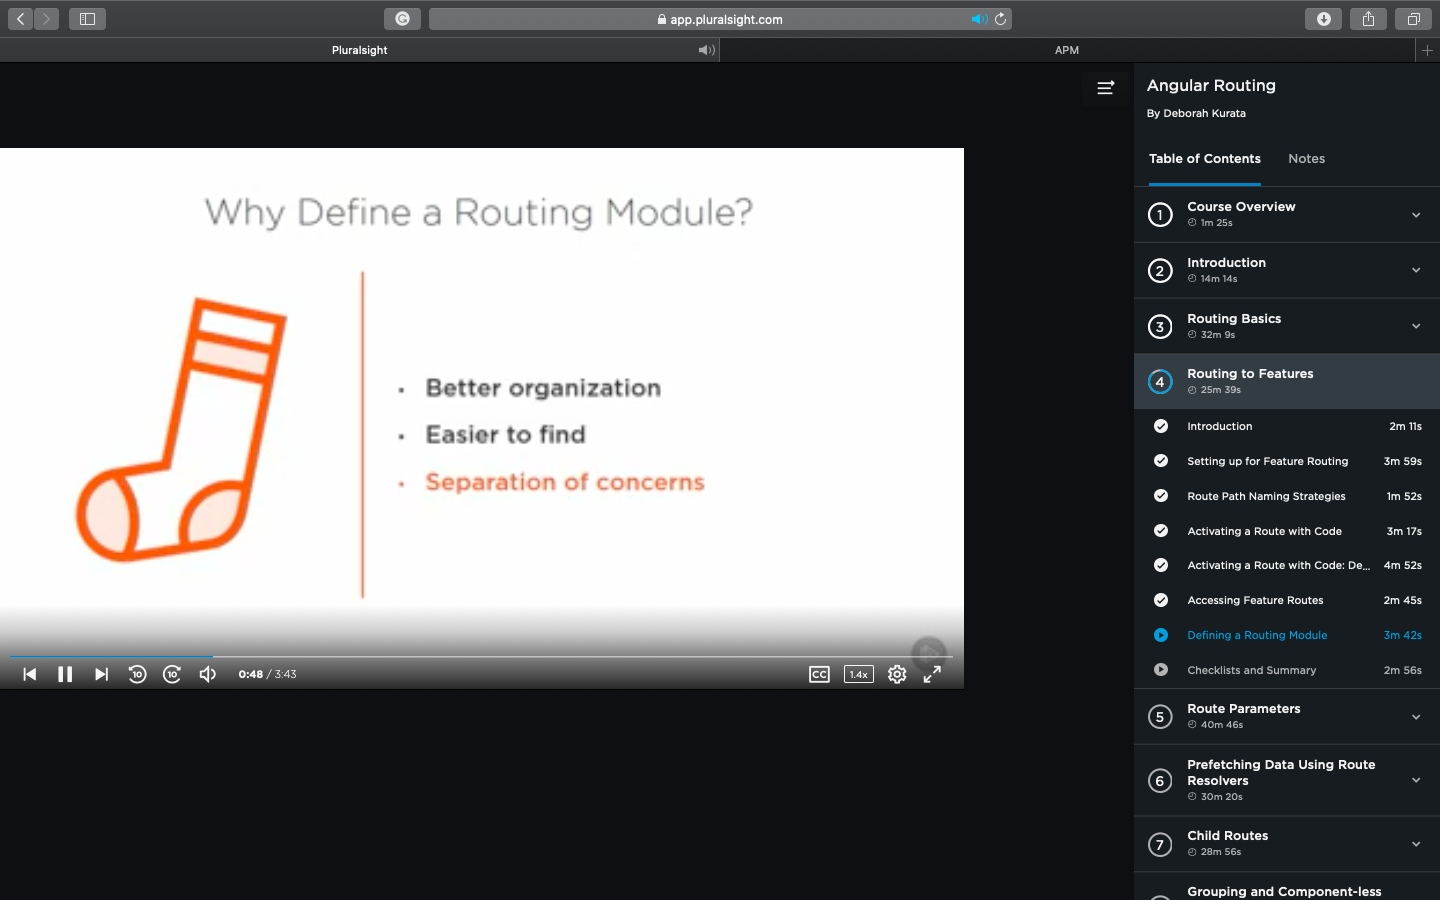 app.pluralsight.com
Pluralsight
APM
Why Define a Routing Module?
• Better organization
• Easier to find
• Separation of concerns
10
10
0:48 / 3:43
CC
1.4x
Angular Routing
By Deborah Kurata
Table of Contents
Notes
1
Course Overview
1m 25s
2
Introduction
14m 14s
3
Routing Basics
32m 9s
4
Routing to Features
25m 39s
Introduction 2m 11s
Setting up for Feature Routing 3m 59s
Route Path Naming Strategies 1m 52s
Activating a Route with Code 3m 17s
Activating a Route with Code: De... 4m 52s
Accessing Feature Routes 2m 45s
Defining a Routing Module 3m 42s
Checklists and Summary 2m 56s
5
Route Parameters
40m 46s
6
Prefetching Data Using Route
Resolvers
30m 20s
7
Child Routes
28m 56s
Grouping and Component-less